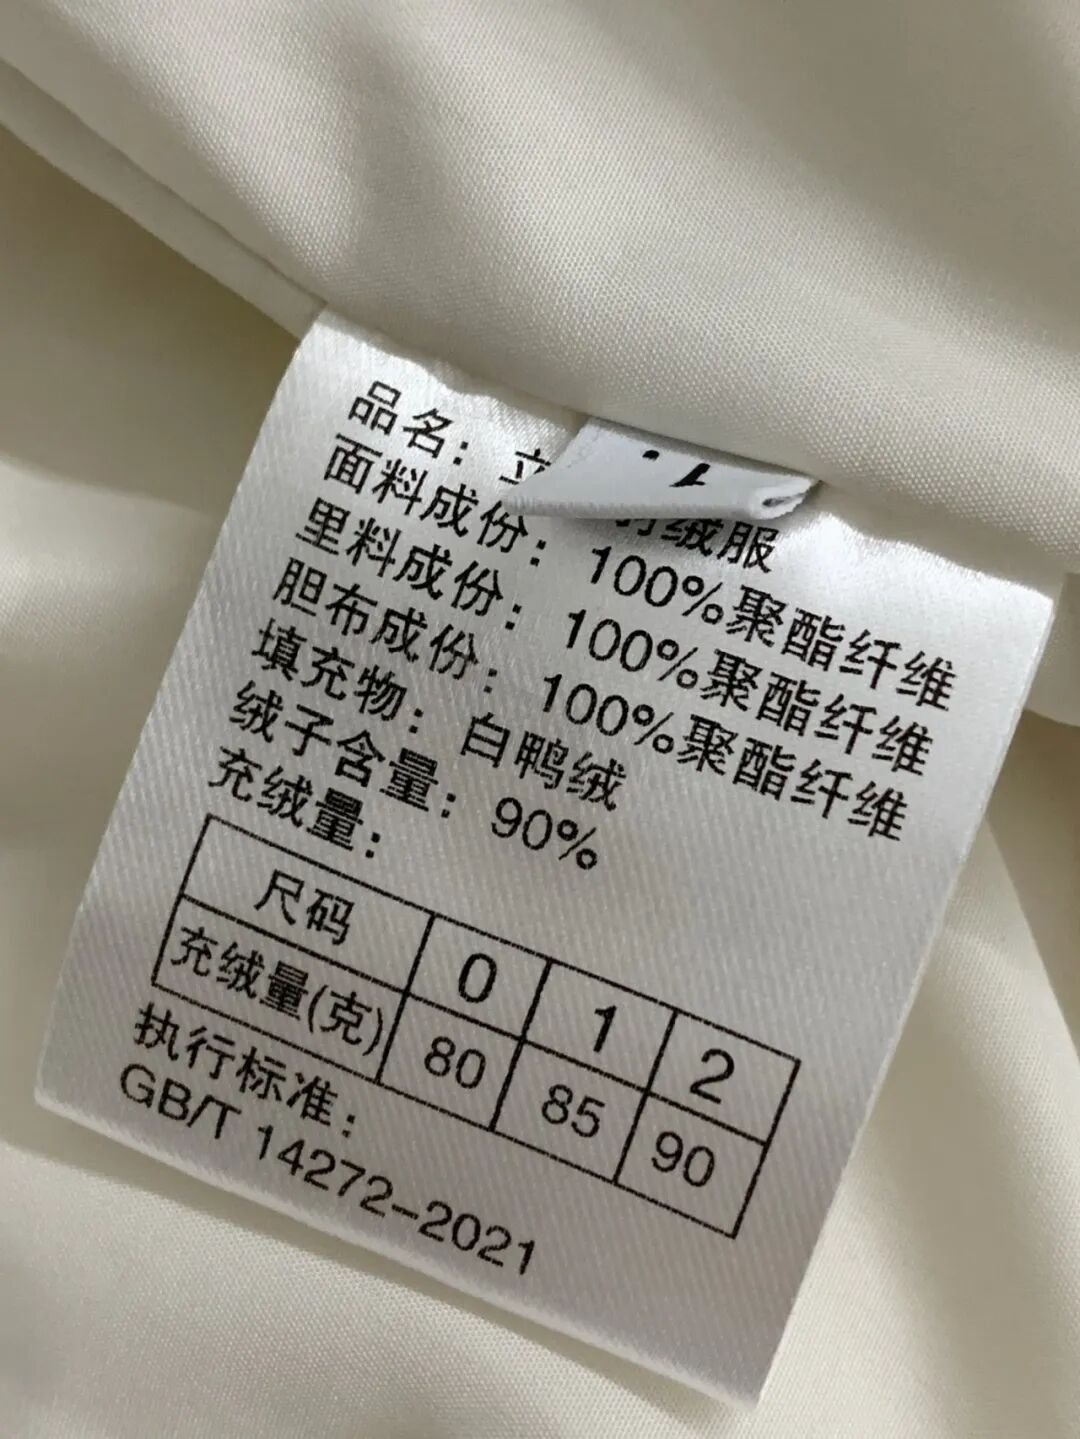 品名：立
绒服
面料成份：100%聚酯纤维
里料成份：100%聚酯纤维
胆布成份：100%聚酯纤维
填充物：白鸭绒
绒子含量：90%
充绒量：
尺码 0 1 2
充绒量(克) 80 85 90
执行标准：
GB/T 14272-2021